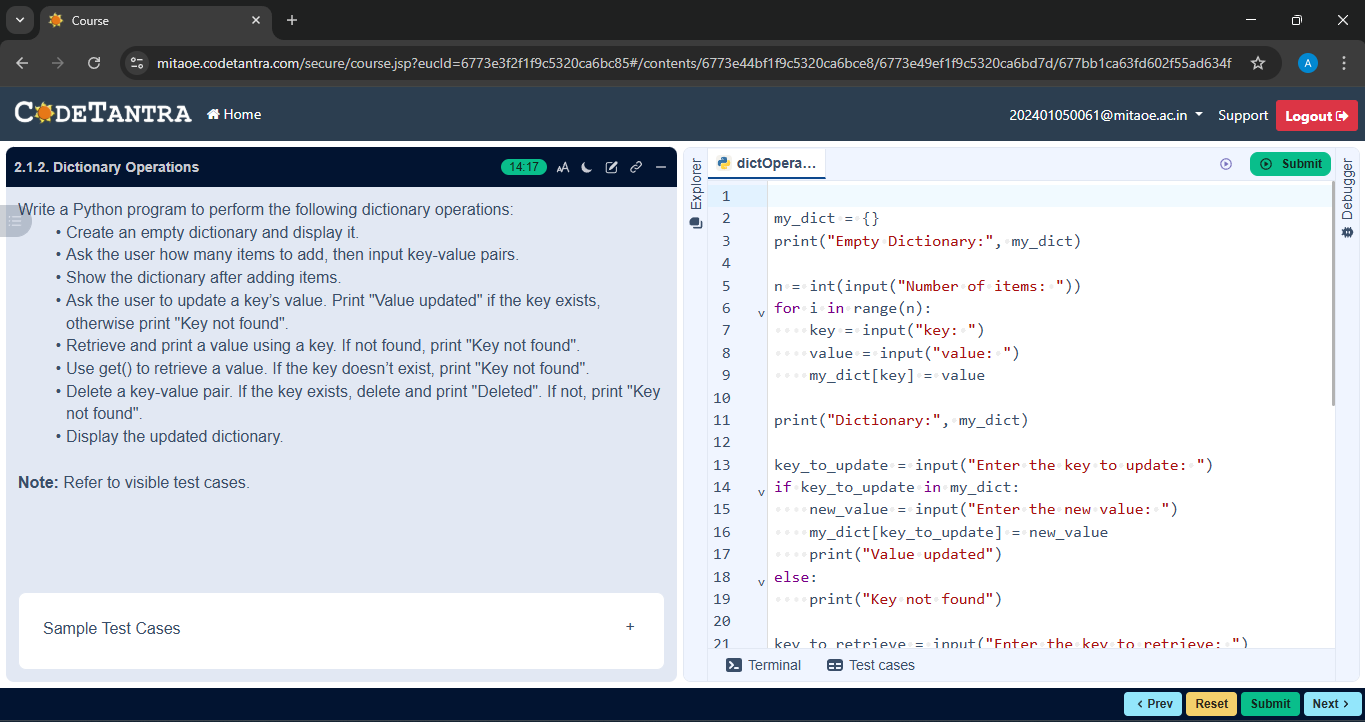 Course
mitaoe.codetantra.com/secure/course.jsp?eucId=6773e3f2f1f9c5320ca6bc85#/contents/6773e44bf1f9c5320ca6bce8/6773e49ef1f9c5320ca6bd7d/677bb1ca63fd602f55ad634f
A
CODETANTRA
Home
202401050061@mitaoe.ac.in
Support
Logout
2.1.2. Dictionary Operations
14:17
AA
Write a Python program to perform the following dictionary operations:
• Create an empty dictionary and display it.
• Ask the user how many items to add, then input key-value pairs.
• Show the dictionary after adding items.
• Ask the user to update a key's value. Print "Value updated" if the key exists,
otherwise print "Key not found".
• Retrieve and print a value using a key. If not found, print "Key not found".
• Use get() to retrieve a value. If the key doesn't exist, print "Key not found".
• Delete a key-value pair. If the key exists, delete and print "Deleted". If not, print "Key
not found".
• Display the updated dictionary.
Note: Refer to visible test cases.
Sample Test Cases
+
Explorer
dictOpera...
Submit
Debugger
1
2 my_dict = {}
3 print("Empty Dictionary:", my_dict)
4
5 n = int(input("Number of items: "))
6 for i in range(n):
7     key = input("key: ")
8     value = input("value: ")
9     my_dict[key] = value
10
11 print("Dictionary:", my_dict)
12
13 key_to_update = input("Enter the key to update: ")
14 if key_to_update in my_dict:
15     new_value = input("Enter the new value: ")
16     my_dict[key_to_update] = new_value
17     print("Value updated")
18 else:
19     print("Key not found")
20
21 key_to_retrieve = input("Enter the key to retrieve: ")
Terminal
Test cases
< Prev
Reset
Submit
Next >